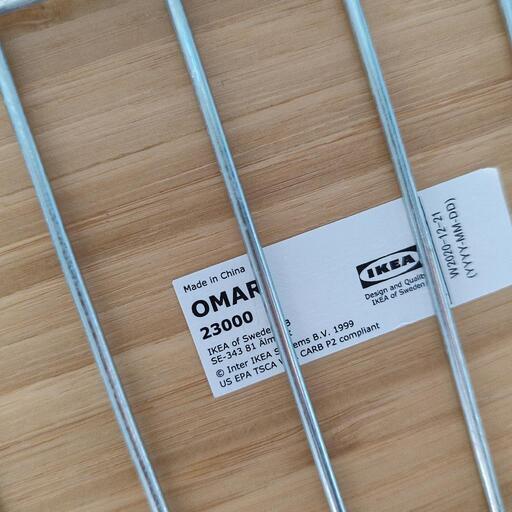 Made in China
OMAR
23000
IKEA of Swede B
SE-343 81 Älm
© Inter IKEA S ems B.V. 1999
US EPA TSCA CARB P2 compliant
IKEA
Design and Quality
IKEA of Sweden
W2020-12-21
(YYYY-MM-DD)